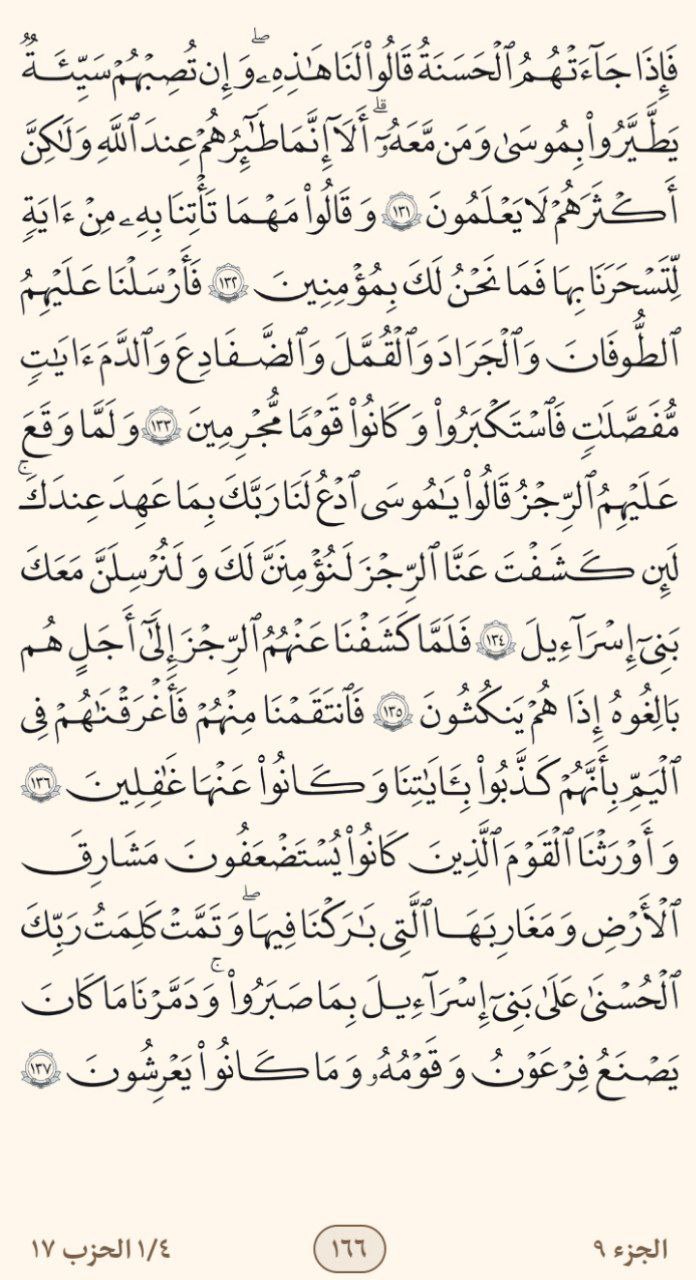 فَإِذَا جَآءَتْهُمُ ٱلْحَسَنَةُ قَالُوا۟ لَنَا هَـٰذِهِۦ ۖ وَإِن تُصِبْهُمْ سَيِّئَةٌ
يَطَّيَّرُوا۟ بِمُوسَىٰ وَمَن مَّعَهُۥٓ ۗ أَلَآ إِنَّمَا طَـٰٓئِرُهُمْ عِندَ ٱللَّهِ وَلَـٰكِنَّ
أَكْثَرَهُمْ لَا يَعْلَمُونَ ١٣١ وَقَالُوا۟ مَهْمَا تَأْتِنَا بِهِۦ مِنْ ءَايَةٍ
لِّتَسْحَرَنَا بِهَا فَمَا نَحْنُ لَكَ بِمُؤْمِنِينَ ١٣٢ فَأَرْسَلْنَا عَلَيْهِمُ
ٱلطُّوفَانَ وَٱلْجَرَادَ وَٱلْقُمَّلَ وَٱلضَّفَادِعَ وَٱلدَّمَ ءَايَـٰتٍ
مُّفَصَّلَـٰتٍ فَٱسْتَكْبَرُوا۟ وَكَانُوا۟ قَوْمًا مُّجْرِمِينَ ١٣٣ وَلَمَّا وَقَعَ
عَلَيْهِمُ ٱلرِّجْزُ قَالُوا۟ يَـٰمُوسَى ٱدْعُ لَنَا رَبَّكَ بِمَا عَهِدَ عِندَكَ ۖ
لَئِن كَشَفْتَ عَنَّا ٱلرِّجْزَ لَنُؤْمِنَنَّ لَكَ وَلَنُرْسِلَنَّ مَعَكَ
بَنِىٓ إِسْرَٰٓءِيلَ ١٣٤ فَلَمَّا كَشَفْنَا عَنْهُمُ ٱلرِّجْزَ إِلَىٰٓ أَجَلٍ هُم
بَـٰلِغُوهُ إِذَا هُمْ يَنكُثُونَ ١٣٥ فَٱنتَقَمْنَا مِنْهُمْ فَأَغْرَقْنَـٰهُمْ فِى
ٱلْيَمِّ بِأَنَّهُمْ كَذَّبُوا۟ بِـَٔايَـٰتِنَا وَكَانُوا۟ عَنْهَا غَـٰفِلِينَ ١٣٦
وَأَوْرَثْنَا ٱلْقَوْمَ ٱلَّذِينَ كَانُوا۟ يُسْتَضْعَفُونَ مَشَـٰرِقَ
ٱلْأَرْضِ وَمَغَـٰرِبَهَا ٱلَّتِى بَـٰرَكْنَا فِيهَا ۖ وَتَمَّتْ كَلِمَتُ رَبِّكَ
ٱلْحُسْنَىٰ عَلَىٰ بَنِىٓ إِسْرَٰٓءِيلَ بِمَا صَبَرُوا۟ ۖ وَدَمَّرْنَا مَا كَانَ
يَصْنَعُ فِرْعَوْنُ وَقَوْمُهُۥ وَمَا كَانُوا۟ يَعْرِشُونَ ١٣٧
الجزء ٩ ١٦٦ ١/٤ الحزب ١٧